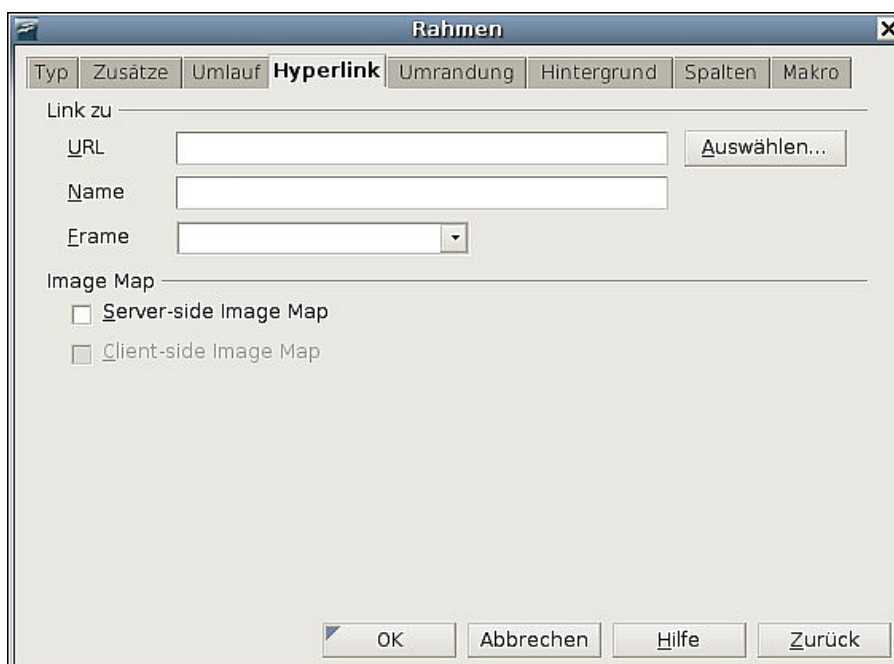 Rahmen
Typ Zusätze Umlauf Hyperlink Umrandung Hintergrund Spalten Makro
Link zu
URL Auswählen...
Name
Frame
Image Map
Server-side Image Map
Client-side Image Map
OK Abbrechen Hilfe Zurück